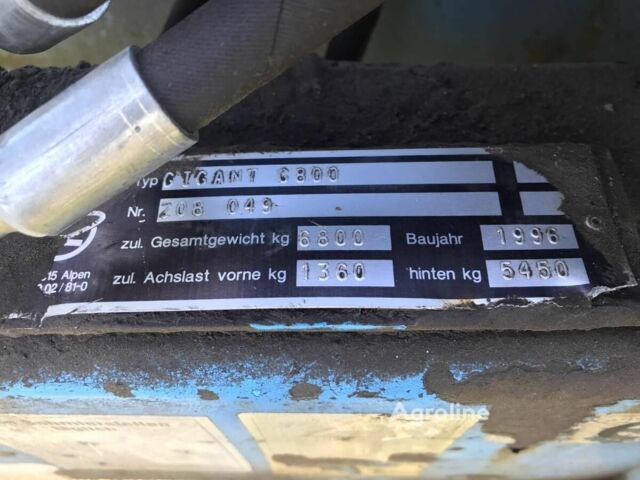 Typ GIGANT 6800
Nr. 208 049
zul. Gesamtgewicht kg 6800 Baujahr 1996
15 Alpen zul. Achslast vorne kg 1360 hinten kg 5450
02/81-0
Agroline